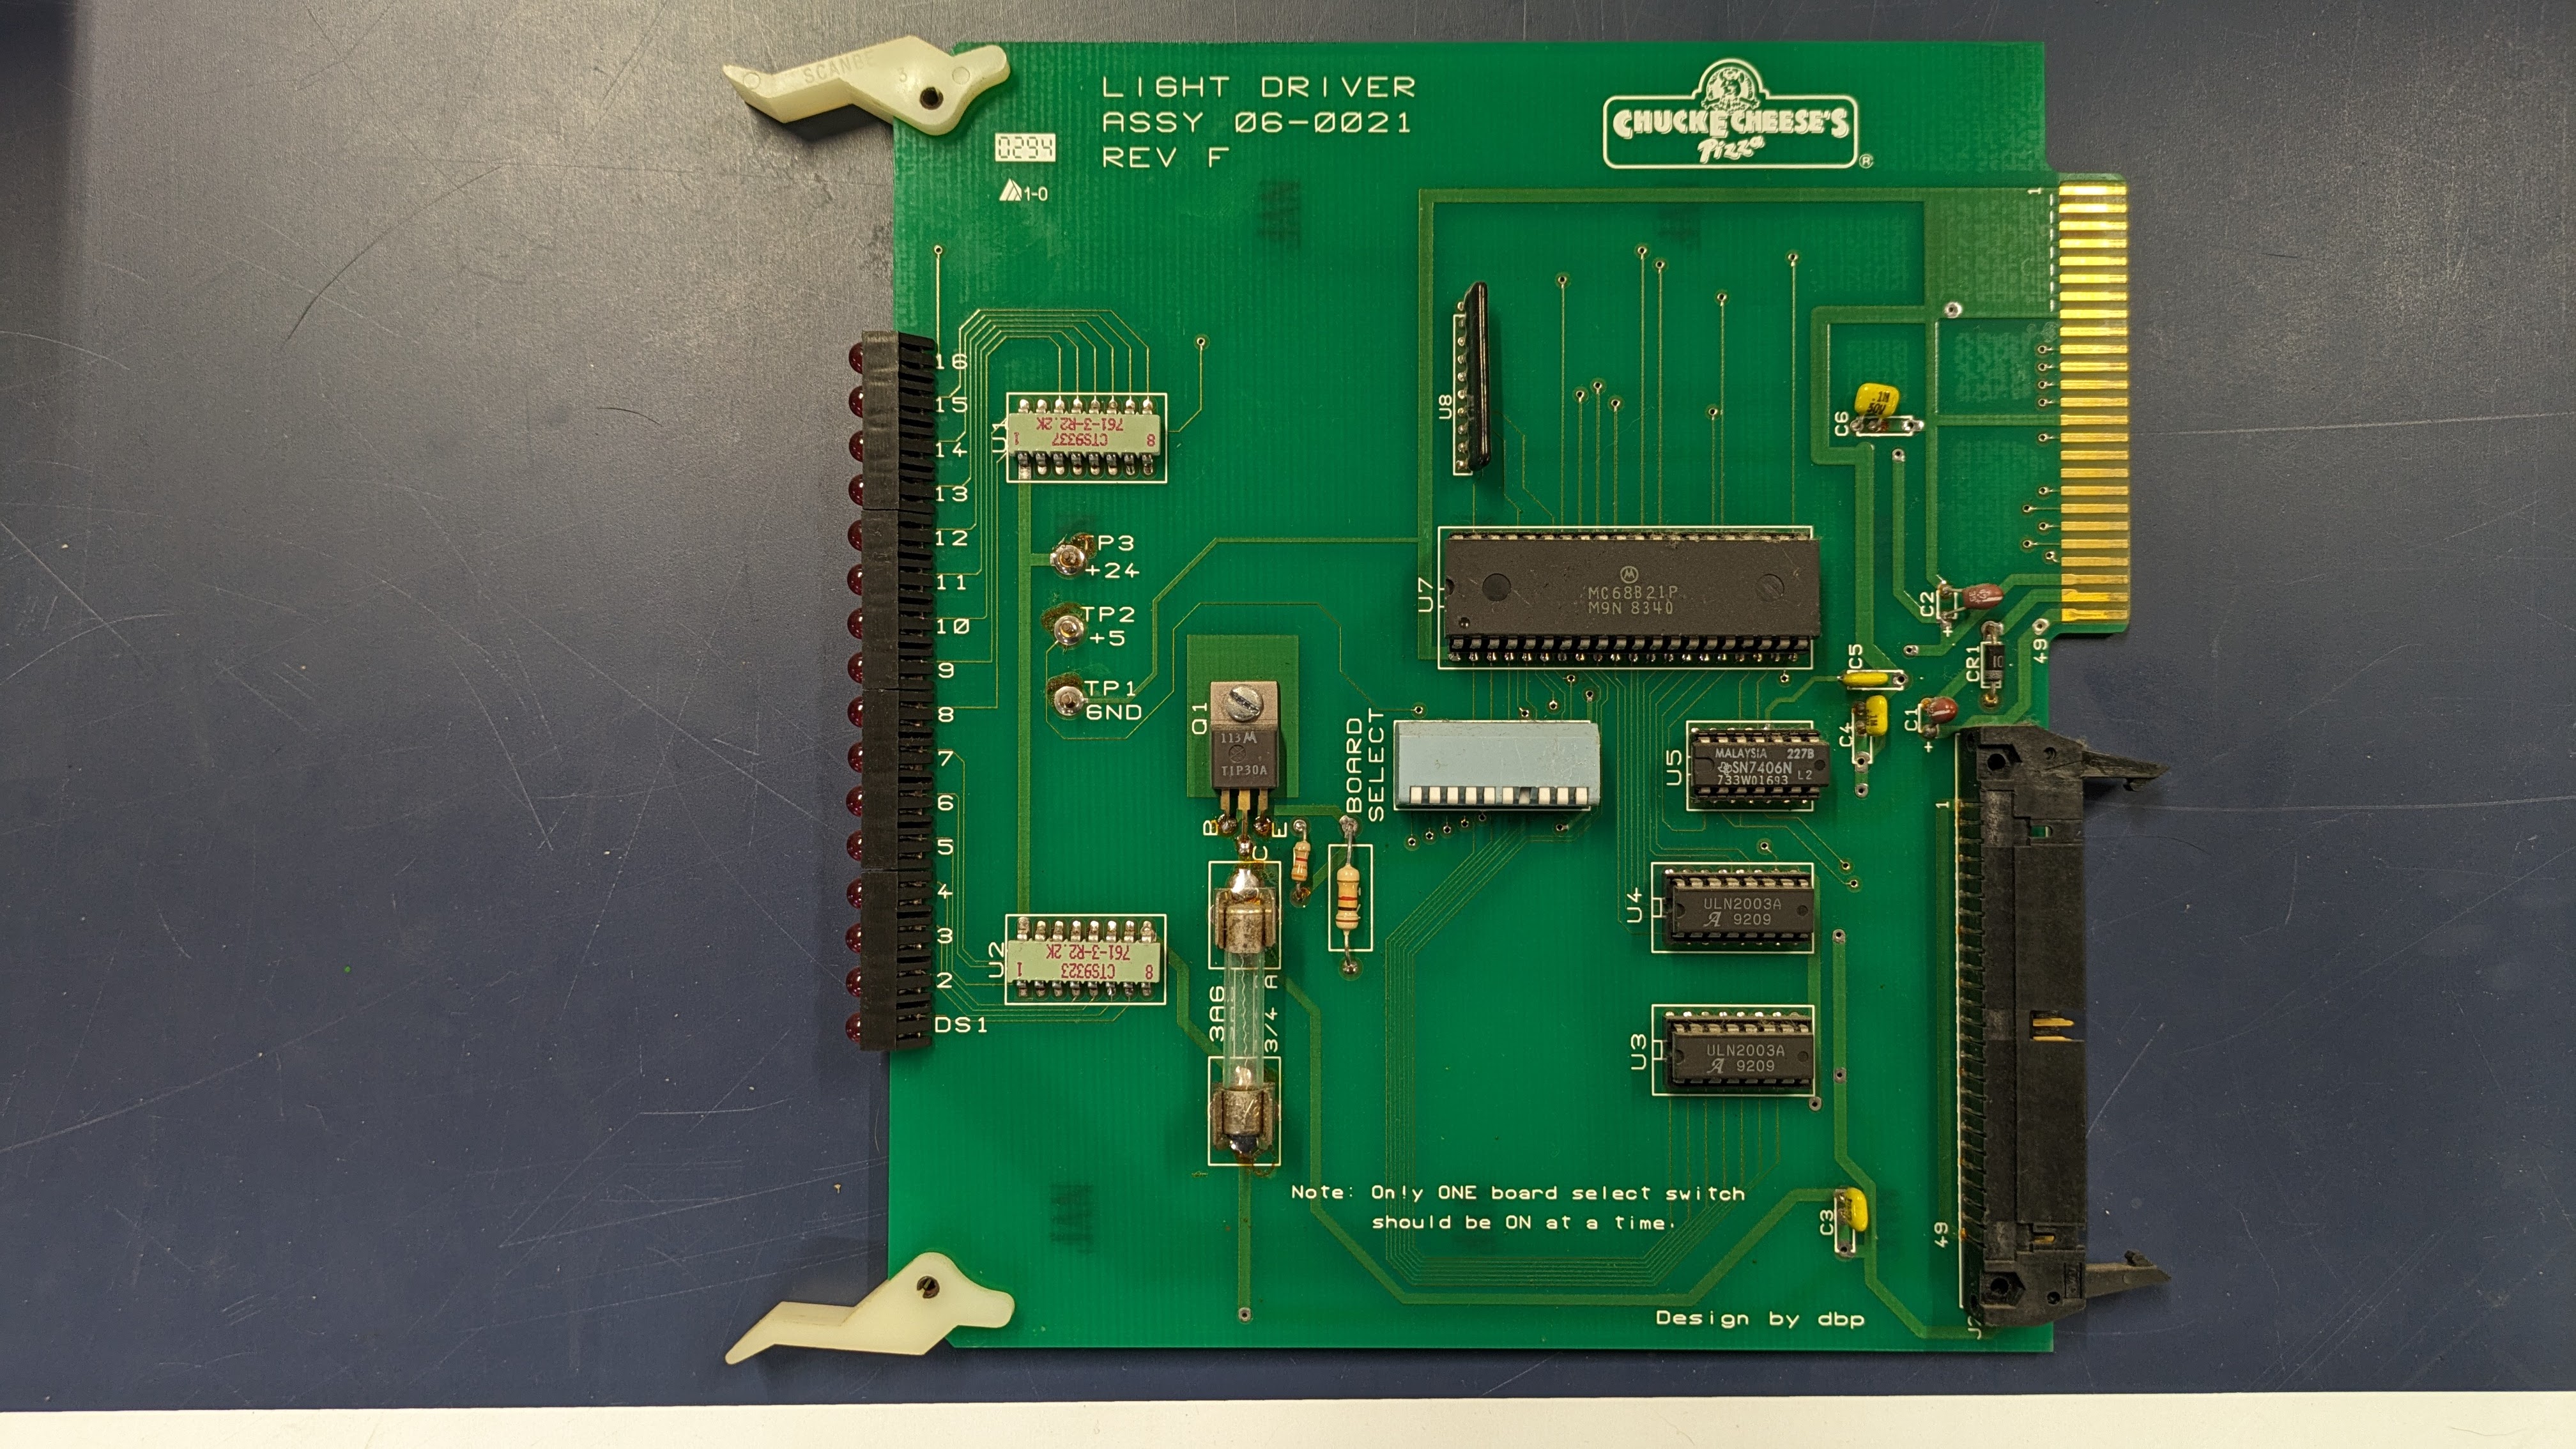 SCANBE 3
LIGHT DRIVER
ASSY 06-0021
REV F
0294
1-0
CHUCK E CHEESE'S
Pizza
®
1
16
15
14
13
12
11
10
9
8
7
6
5
4
3
2
DS1
U1
CTS9337
761-3-R2.2K
1 8
P3
+24
TP2
+5
TP1
GND
U8
U7
MC68B21P
M9N 8340
C6
.1M
50V
C2
+
CR1
49
C5
C4
C1
+
Q1
113
TIP30A
B
E
C
BOARD
SELECT
U5
MALAYSIA 227B
SN7406N
733W01693 L2
U4
ULN2003A
9209
U3
ULN2003A
9209
U2
CTS9323
761-3-R2.2K
1 8
3AG
3/4 A
1
49
C3
Note: Only ONE board select switch
should be ON at a time.
Design by dbp